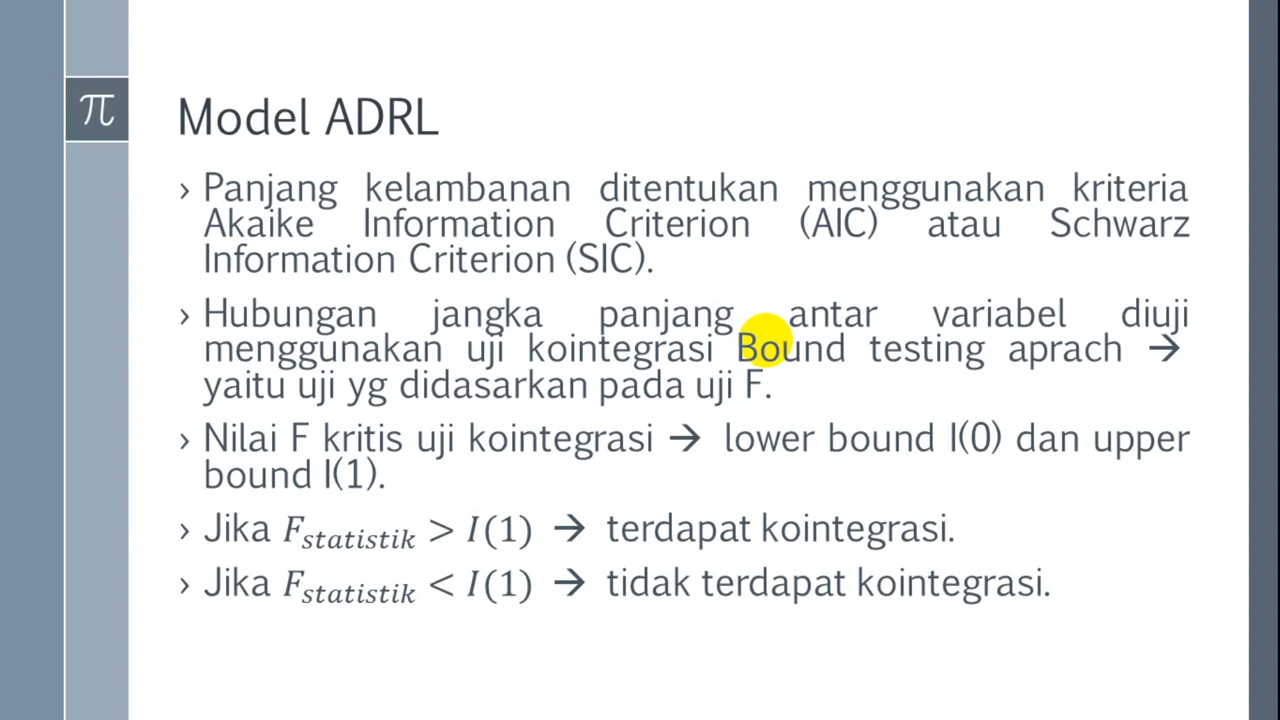 π
Model ADRL
› Panjang kelambanan ditentukan menggunakan kriteria
Akaike Information Criterion (AIC) atau Schwarz
Information Criterion (SIC).
› Hubungan jangka panjang antar variabel diuji
menggunakan uji kointegrasi Bound testing aprach →
yaitu uji yg didasarkan pada uji F.
› Nilai F kritis uji kointegrasi → lower bound I(0) dan upper
bound I(1).
› Jika F_statistik > I(1) → terdapat kointegrasi.
› Jika F_statistik < I(1) → tidak terdapat kointegrasi.